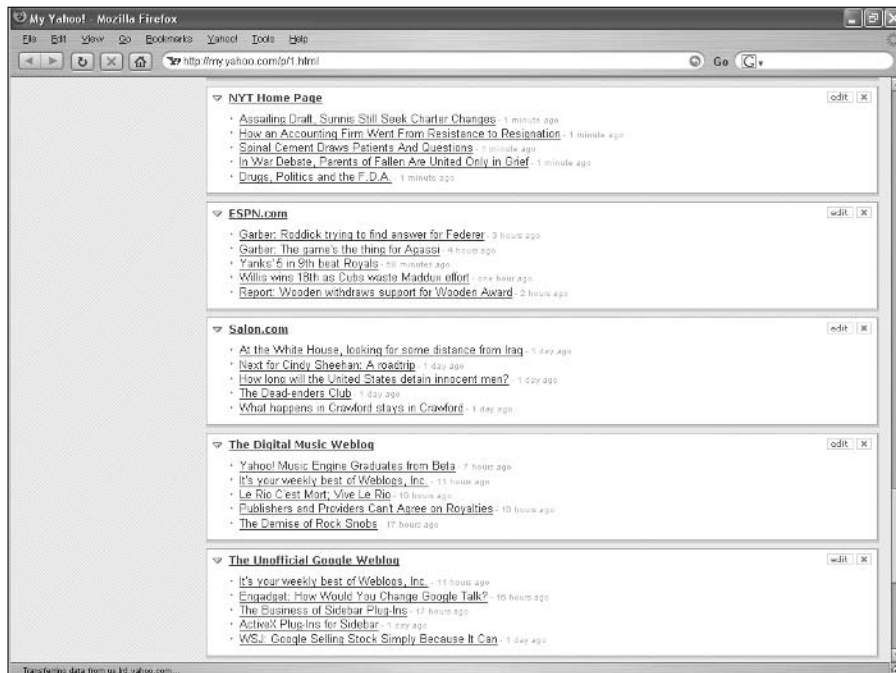 My Yahoo! - Mozilla Firefox
File Edit View Go Bookmarks Yahoo! Tools Help
http://my.yahoo.com/p/1.html Go
NYT Home Page edit
Assailing Draft, Sunnis Still Seek Charter Changes - 1 minute ago
How an Accounting Firm Went From Resistance to Resignation - 1 minute ago
Spinal Cement Draws Patients And Questions - 1 minute ago
In War Debate, Parents of Fallen Are United Only in Grief - 1 minute ago
Drugs, Politics and the F.D.A. - 1 minute ago
ESPN.com edit
Garber: Roddick trying to find answer for Federer - 3 hours ago
Garber: The game's the thing for Agassi - 4 hours ago
Yanks' 5 in 9th beat Royals - minutes ago
Willis wins 18th as Cubs waste Maddux effort - one hour ago
Report: Wooden withdraws support for Wooden Award - 2 hours ago
Salon.com edit
At the White House, looking for some distance from Iraq - 1 day ago
Next for Cindy Sheehan: A roadtrip - 1 day ago
How long will the United States detain innocent men? - 1 day ago
The Dead-enders Club - 1 day ago
What happens in Crawford stays in Crawford - 1 day ago
The Digital Music Weblog edit
Yahoo! Music Engine Graduates from Beta - 7 hours ago
It's your weekly best of Weblogs, Inc. - 11 hours ago
Le Rio C'est Mort; Vive Le Rio - hours ago
Publishers and Providers Can't Agree on Royalties - hours ago
The Demise of Rock Snobs - 17 hours ago
The Unofficial Google Weblog edit
It's your weekly best of Weblogs, Inc. - 11 hours ago
Engadget: How Would You Change Google Talk? - hours ago
The Business of Sidebar Plug-Ins - hours ago
ActiveX Plug-Ins for Sidebar - 1 day ago
WSJ: Google Selling Stock Simply Because It Can - 1 day ago
Transferring data from us.lrd.yahoo.com...